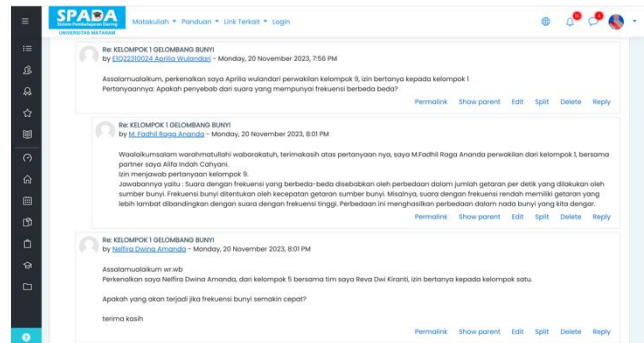 SPADA
Sistem Pembelajaran Daring
UNIVERSITAS MATARAM
Matakuliah Panduan Link Terkait Login
Re: KELOMPOK 1 GELOMBANG BUNYI
by E1Q22310024 Aprilia Wulandari - Monday, 20 November 2023, 7:56 PM
Assalamualaikum, perkenalkan saya Aprilia wulandari perwakilan kelompok 9, izin bertanya kepada kelompok 1
Pertanyaannya: Apakah penyebab dari suara yang mempunyai frekuensi berbeda beda?
Permalink Show parent Edit Split Delete Reply
Re: KELOMPOK 1 GELOMBANG BUNYI
by M. Fadhil Raga Ananda - Monday, 20 November 2023, 8:01 PM
Waalaikumsalam warahmatullahi wabarakatuh, terimakasih atas pertanyaan nya, saya M.Fadhil Raga Ananda perwakilan dari kelompok 1, bersama
partner saya Alifa Indah Cahyani.
Izin menjawab pertanyaan kelompok 9.
Jawabannya yaitu : Suara dengan frekuensi yang berbeda-beda disebabkan oleh perbedaan dalam jumlah getaran per detik yang dilakukan oleh
sumber bunyi. Frekuensi bunyi ditentukan oleh kecepatan getaran sumber bunyi. Misalnya, suara dengan frekuensi rendah memiliki getaran yang
lebih lambat dibandingkan dengan suara dengan frekuensi tinggi. Perbedaan ini menghasilkan perbedaan dalam nada bunyi yang kita dengar.
Permalink Show parent Edit Split Delete Reply
Re: KELOMPOK 1 GELOMBANG BUNYI
by Nelfira Dwina Amanda - Monday, 20 November 2023, 8:01 PM
Assalamualaikum wr.wb
Perkenalkan saya Nelfira Dwina Amanda, dari kelompok 5 bersama tim saya Reva Dwi Kiranti, izin bertanya kepada kelompok satu.
Apakah yang akan terjadi jika frekuensi bunyi semakin cepat?
terima kasih
Permalink Show parent Edit Split Delete Reply